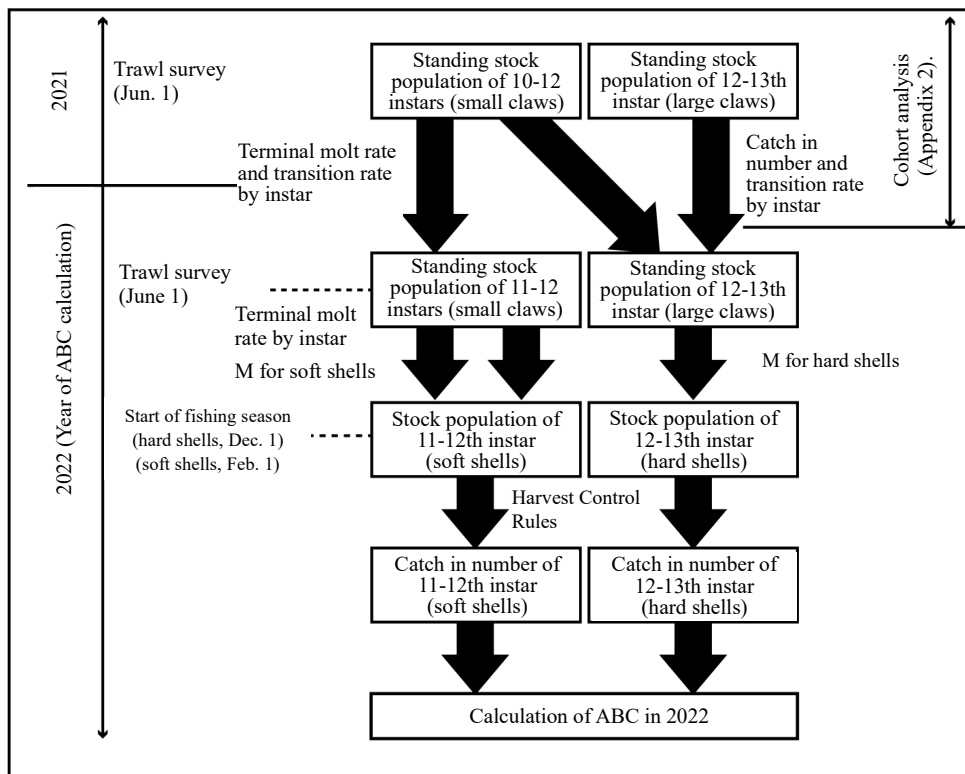 2021
Trawl survey
(Jun. 1)
Standing stock
population of 10-12
instars (small claws)
Standing stock
population of 12-13th
instar (large claws)
Cohort analysis
(Appendix 2).
Terminal molt rate
and transition rate
by instar
Catch in
number and
transition rate
by instar
2022 (Year of ABC calculation)
Trawl survey
(June 1)
Standing stock
population of 11-12
instars (small claws)
Standing stock
population of 12-13th
instar (large claws)
Terminal molt
rate by instar
M for soft shells
M for hard shells
Start of fishing season
(hard shells, Dec. 1)
(soft shells, Feb. 1)
Stock population of
11-12th instar
(soft shells)
Stock population of
12-13th instar
(hard shells)
Harvest Control
Rules
Catch in number of
11-12th instar
(soft shells)
Catch in number of
12-13th instar
(hard shells)
Calculation of ABC in 2022